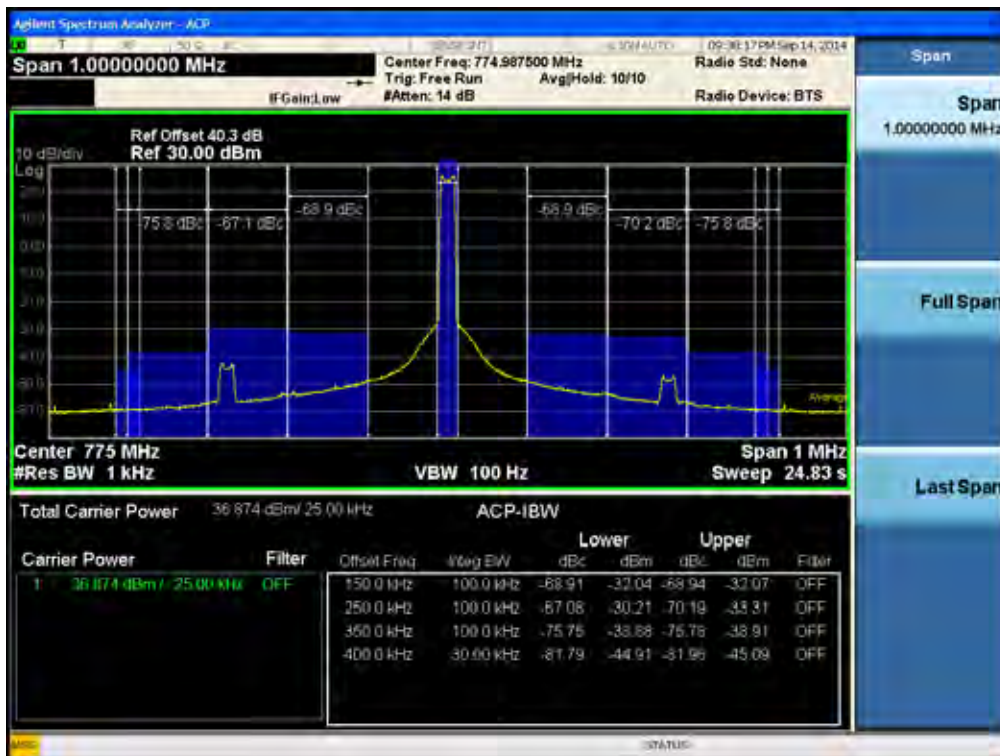 Agilent Spectrum Analyzer - ACP
09:38:17 PM Sep 14, 2014
Span 1.00000000 MHz
Center Freq: 774.987500 MHz
Radio Std: None
Trig: Free Run
Avg|Hold: 10/10
IFGain:Low
#Atten: 14 dB
Radio Device: BTS
Span
Span
1.00000000 MHz
Full Span
Last Span
Ref Offset 40.3 dB
10 dB/div
Ref 30.00 dBm
Log
-75.8 dBc
-67.1 dBc
-68.9 dBc
-68.9 dBc
-70.2 dBc
-75.8 dBc
Average
Center 775 MHz
Span 1 MHz
#Res BW 1 kHz
VBW 100 Hz
Sweep 24.83 s
Total Carrier Power 36.874 dBm/ 25.00 kHz
ACP-IBW
Lower Upper
Carrier Power Filter
Offset Freq Integ BW dBc dBm dBc dBm Filter
1 36.874 dBm / 25.00 kHz OFF
150.0 kHz 100.0 kHz -68.91 -32.04 -68.94 -32.07 OFF
250.0 kHz 100.0 kHz -67.08 -30.21 -70.19 -33.31 OFF
350.0 kHz 100.0 kHz -75.75 -38.88 -75.78 -38.91 OFF
400.0 kHz 30.00 kHz -81.79 -44.91 -81.96 -45.09 OFF
MSG
STATUS